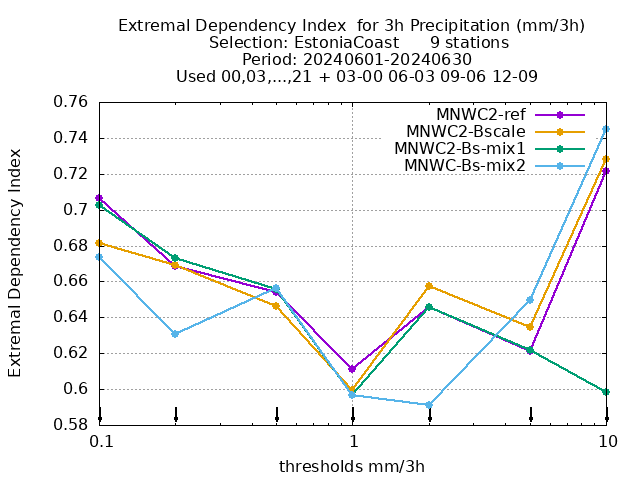 Extremal Dependency Index  for 3h Precipitation (mm/3h)
Selection: EstoniaCoast      9 stations
Period: 20240601-20240630
Used 00,03,...,21 + 03-00 06-03 09-06 12-09
Extremal Dependency Index
0.76
0.74
0.72
0.7
0.68
0.66
0.64
0.62
0.6
0.58
MNWC2-ref
MNWC2-Bscale
MNWC2-Bs-mix1
MNWC-Bs-mix2
0.1 1 10
thresholds mm/3h